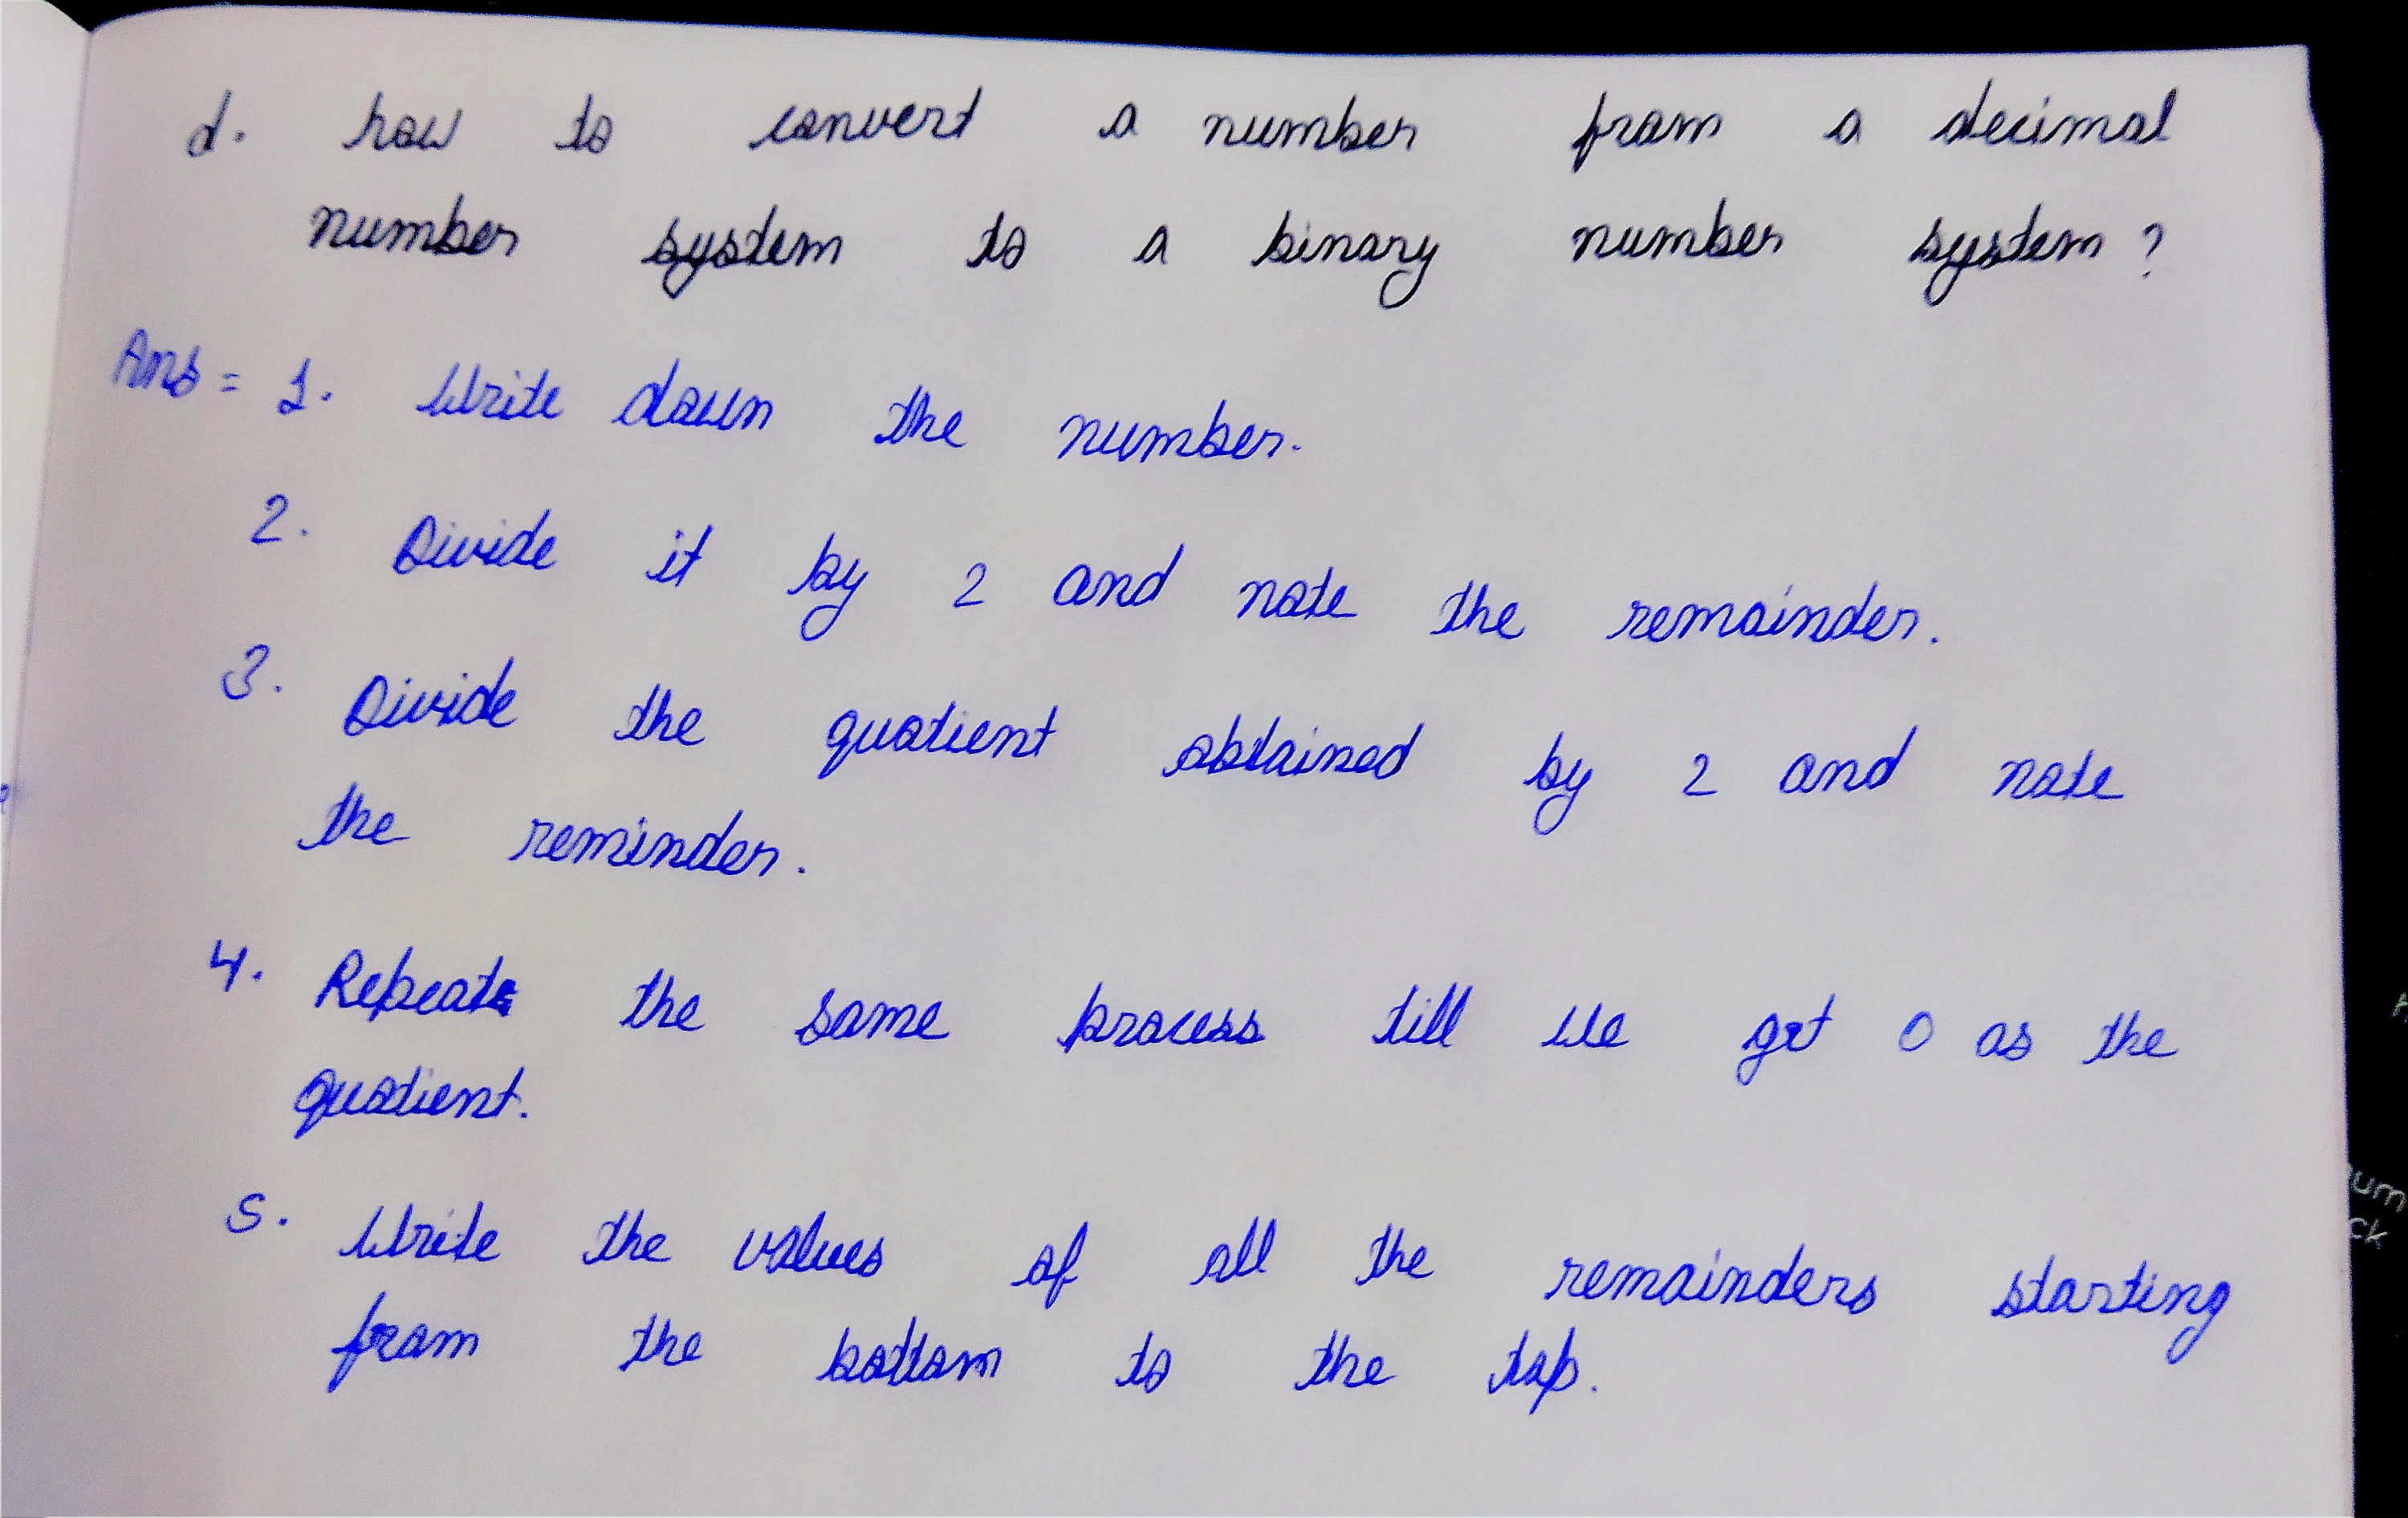 d. how to convert a number from a decimal
number system to a binary number system ?
Ans = 1. Write down the number.
2. Divide it by 2 and note the remainder.
3. Divide the quotient obtained by 2 and note
the reminder.
4. Repeat the same process till we get 0 as the
quotient.
5. Write the values of all the remainders starting
from the bottom to the top.
um
ck